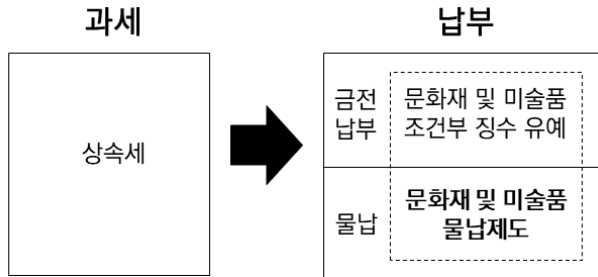 과세
납부
상속세
금전
납부
문화재 및 미술품
조건부 징수 유예
물납
문화재 및 미술품
물납제도